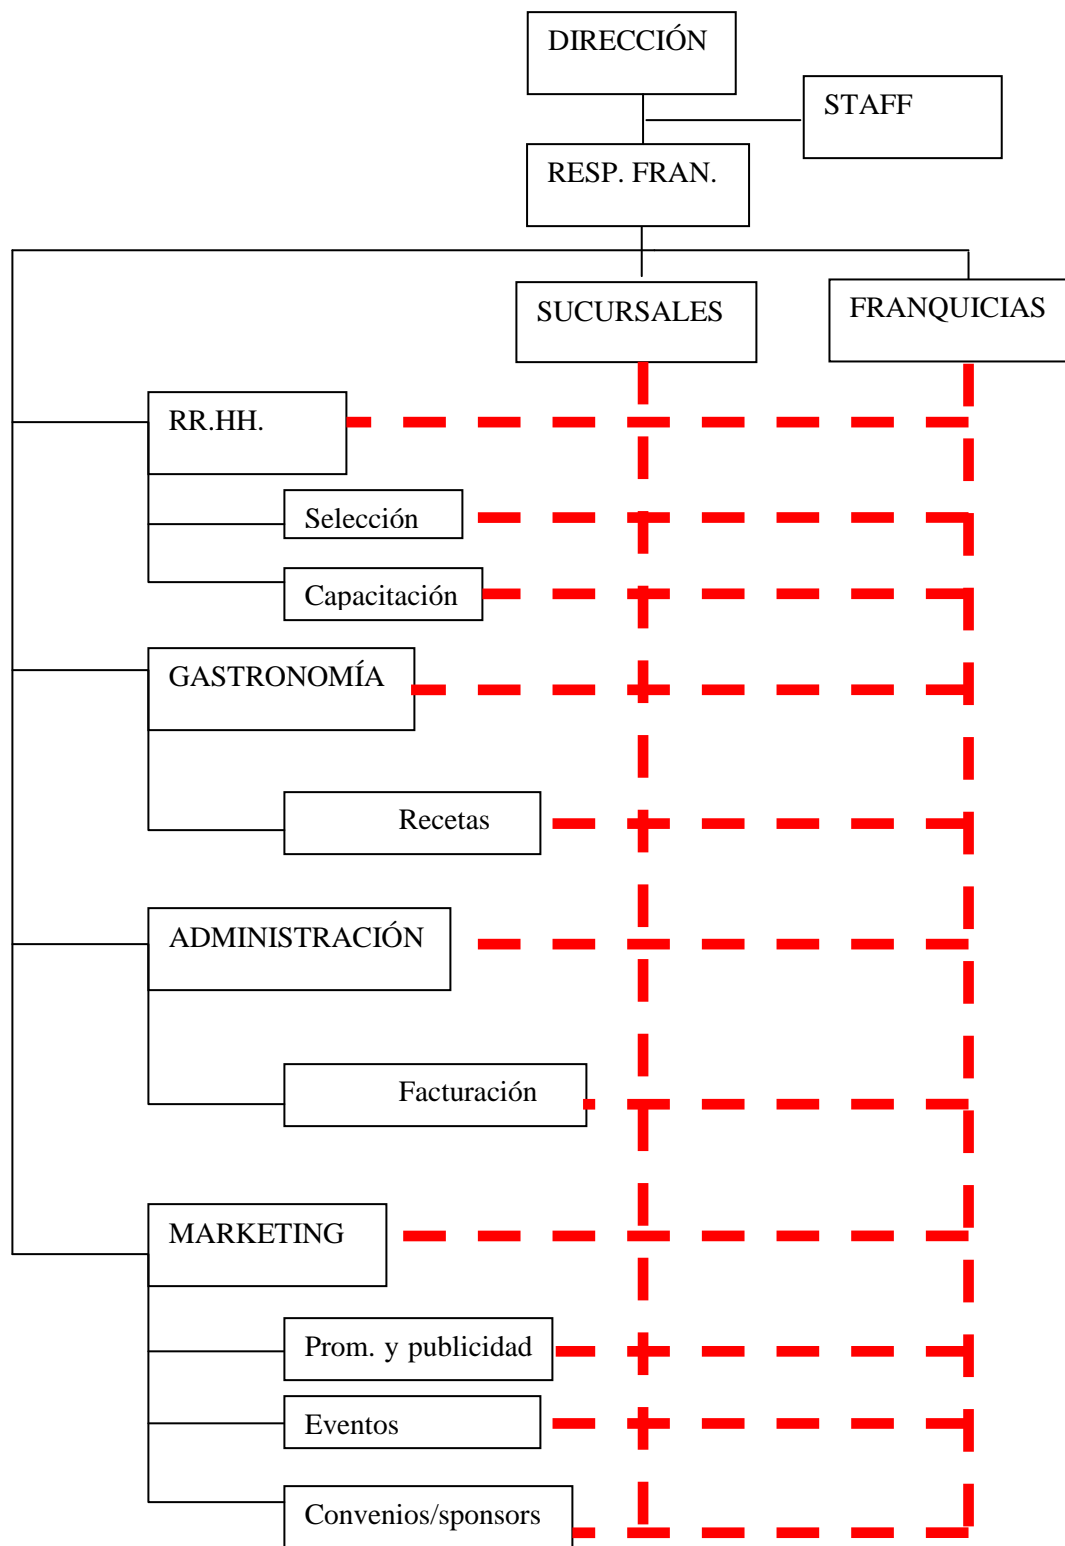 DIRECCIÓN
STAFF
RESP. FRAN.
SUCURSALES
FRANQUICIAS
RR.HH.
Selección
Capacitación
GASTRONOMÍA
Recetas
ADMINISTRACIÓN
Facturación
MARKETING
Prom. y publicidad
Eventos
Convenios/sponsors